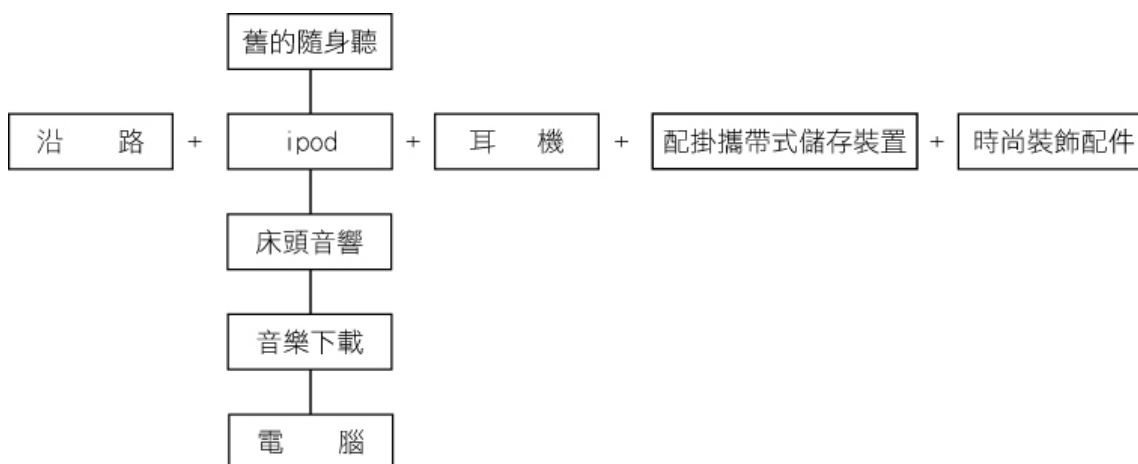 舊的隨身聽
沿 路 + ipod + 耳 機 + 配掛攜帶式儲存裝置 + 時尚裝飾配件
床頭音響
音樂下載
電 腦